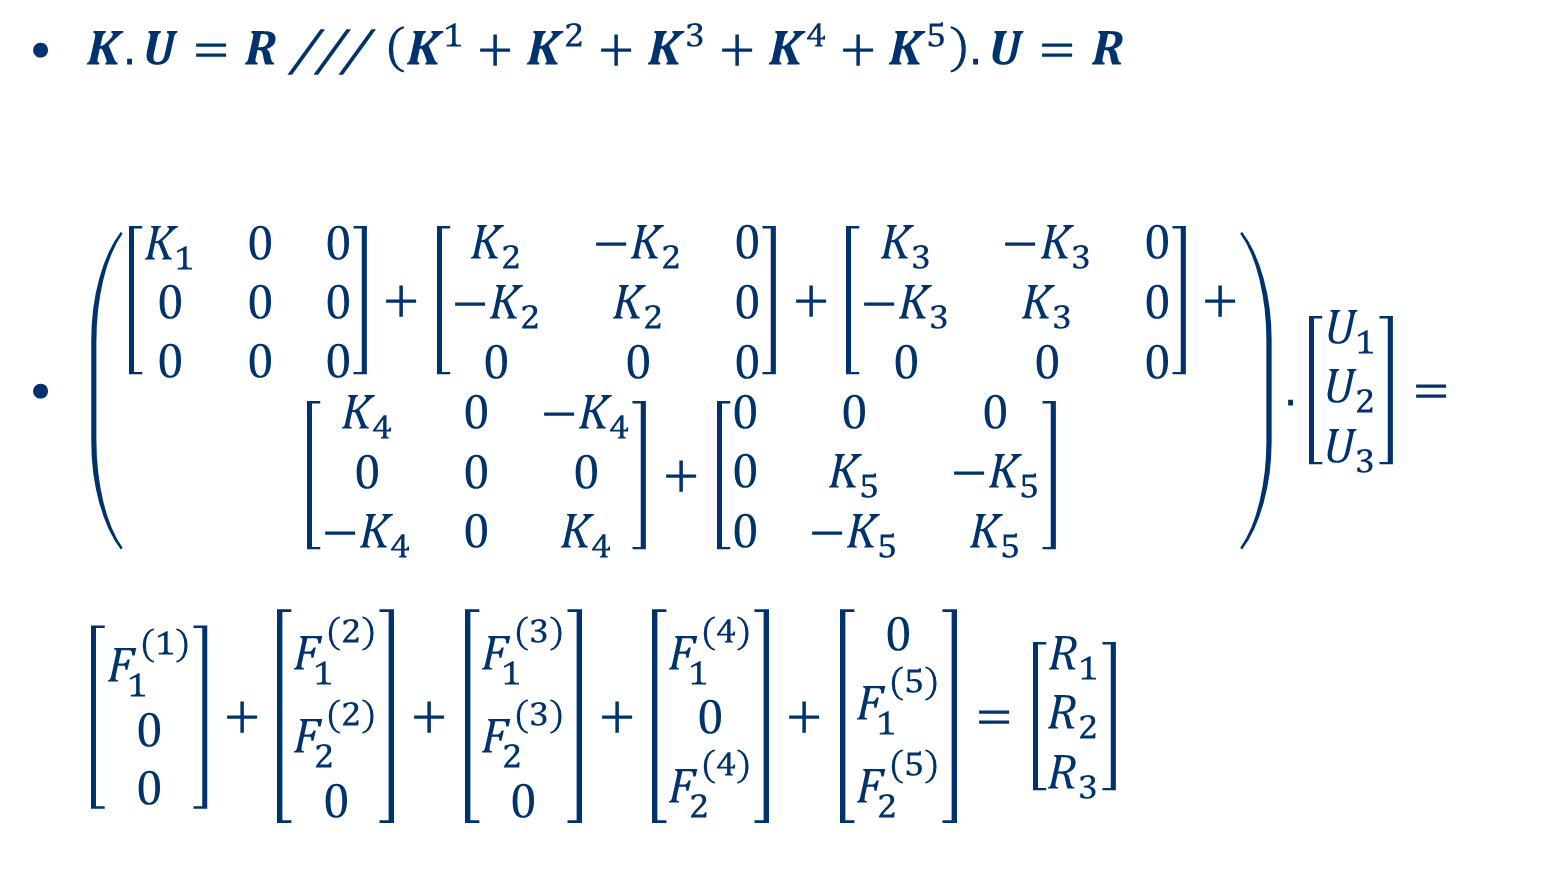 • K.U = R /// (K¹ + K² + K³ + K⁴ + K⁵).U = R
• ([K₁ 0 0; 0 0 0; 0 0 0] + [K₂ −K₂ 0; −K₂ K₂ 0; 0 0 0] + [K₃ −K₃ 0; −K₃ K₃ 0; 0 0 0] +
[K₄ 0 −K₄; 0 0 0; −K₄ 0 K₄] + [0 0 0; 0 K₅ −K₅; 0 −K₅ K₅]) . [U₁; U₂; U₃] =
[F₁⁽¹⁾; 0; 0] + [F₁⁽²⁾; F₂⁽²⁾; 0] + [F₁⁽³⁾; F₂⁽³⁾; 0] + [F₁⁽⁴⁾; 0; F₂⁽⁴⁾] + [0; F₁⁽⁵⁾; F₂⁽⁵⁾] = [R₁; R₂; R₃]